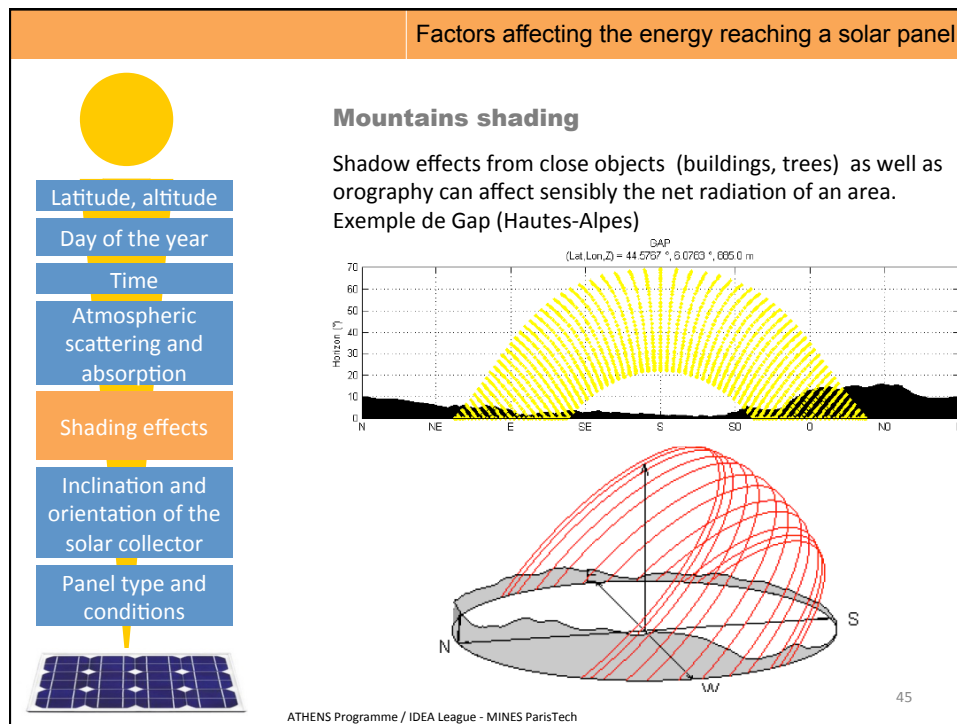 Factors affecting the energy reaching a solar panel
Latitude, altitude
Day of the year
Time
Atmospheric
scattering and
absorption
Shading effects
Inclination and
orientation of the
solar collector
Panel type and
conditions
Mountains shading
Shadow effects from close objects (buildings, trees) as well as
orography can affect sensibly the net radiation of an area.
Exemple de Gap (Hautes-Alpes)
GAP
(Lat,Lon,Z) = 44.5767 °, 6.0763 °, 665.0 m
Horizon (°)
70
60
50
40
30
20
10
0
N NE E SE S SO O NO
E
S
N
W
45
ATHENS Programme / IDEA League - MINES ParisTech